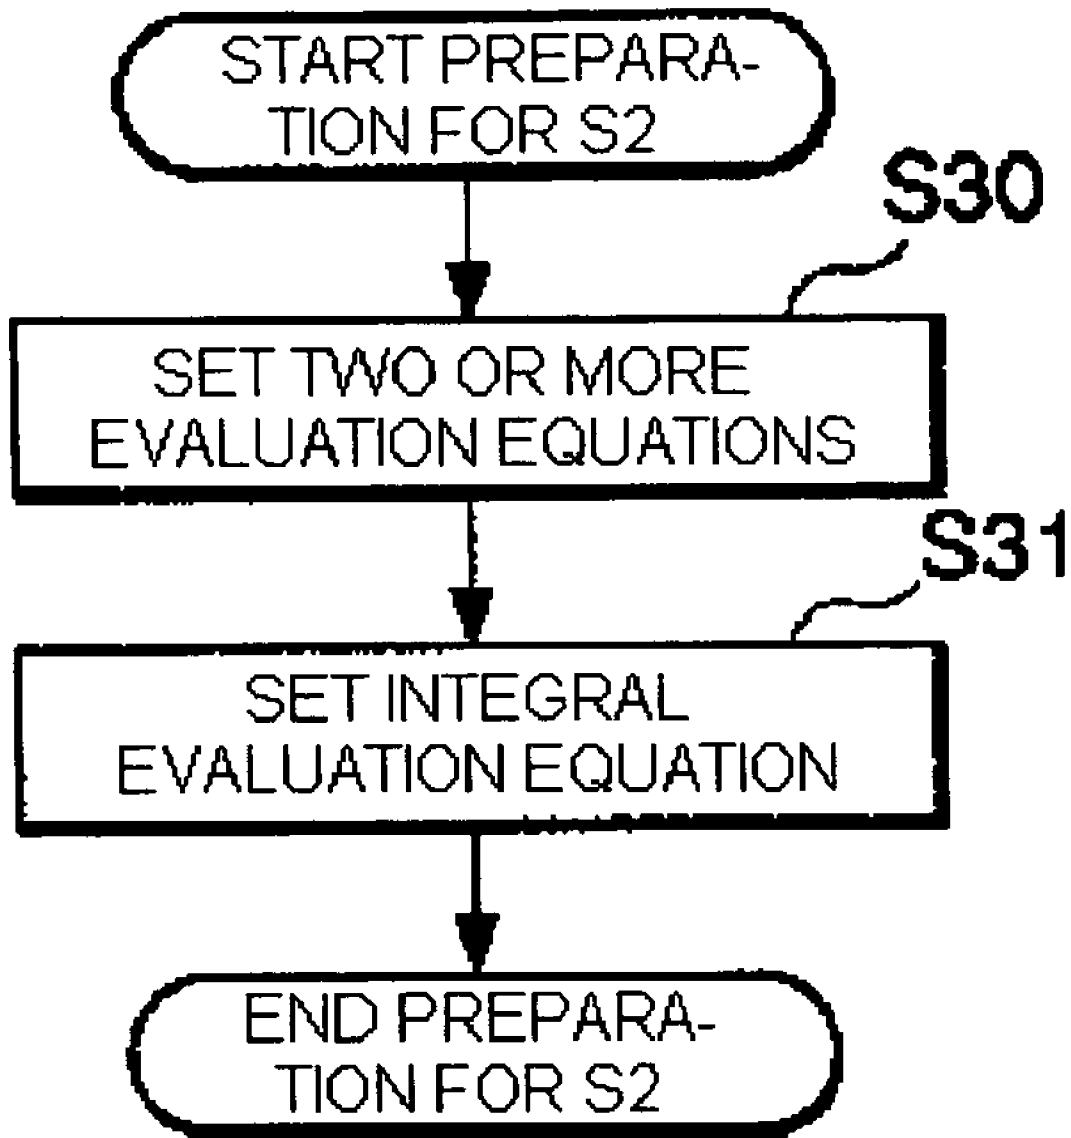 START PREPARA-
TION FOR S2
S30
SET TWO OR MORE
EVALUATION EQUATIONS
S31
SET INTEGRAL
EVALUATION EQUATION
END PREPARA-
TION FOR S2